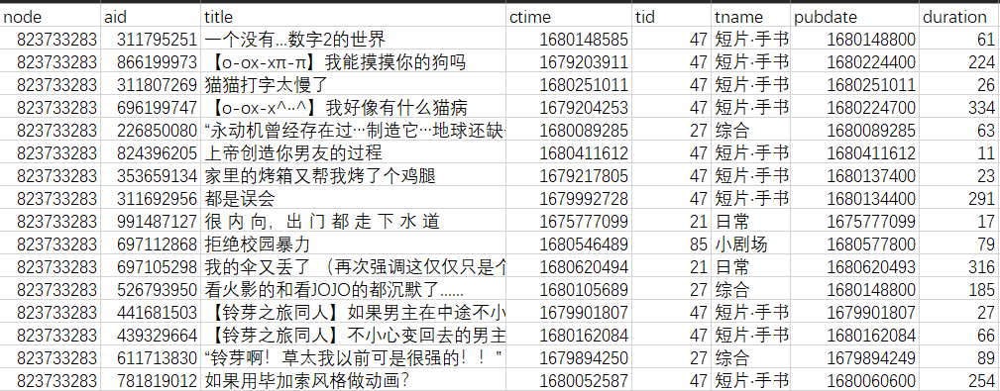 node aid title ctime tid tname pubdate duration
823733283 311795251 一个没有...数字2的世界 1680148585 47 短片·手书 1680148800 61
823733283 866199973 【o-ox-xπ-π】我能摸摸你的狗吗 1679203911 47 短片·手书 1680224400 224
823733283 311807269 猫猫打字太慢了 1680251011 47 短片·手书 1680251011 26
823733283 696199747 【o-ox-x^··^】我好像有什么猫病 1679204253 47 短片·手书 1680224700 334
823733283 226850080 “永动机曾经存在过…制造它…地球还缺 1680089285 27 综合 1680089285 63
823733283 824396205 上帝创造你男友的过程 1680411612 47 短片·手书 1680411612 11
823733283 353659134 家里的烤箱又帮我烤了个鸡腿 1679217805 47 短片·手书 1680137400 23
823733283 311692956 都是误会 1679992728 47 短片·手书 1680134400 291
823733283 991487127 很 内 向，出 门 都 走 下 水 道 1675777099 21 日常 1675777099 17
823733283 697112868 拒绝校园暴力 1680546489 85 小剧场 1680577800 79
823733283 697105298 我的伞又丢了 （再次强调这仅仅只是个 1680620494 21 日常 1680620493 316
823733283 526793950 看火影的和看JOJO的都沉默了...... 1680105689 27 综合 1680148800 185
823733283 441681503 【铃芽之旅同人】如果男主在中途不小 1679901807 47 短片·手书 1679901807 27
823733283 439329664 【铃芽之旅同人】不小心变回去的男主 1680162084 47 短片·手书 1680162084 66
823733283 611713830 “铃芽啊！草太我以前可是很强的！！” 1679894250 27 综合 1679894249 89
823733283 781819012 如果用毕加索风格做动画？ 1680052587 47 短片·手书 1680060600 254